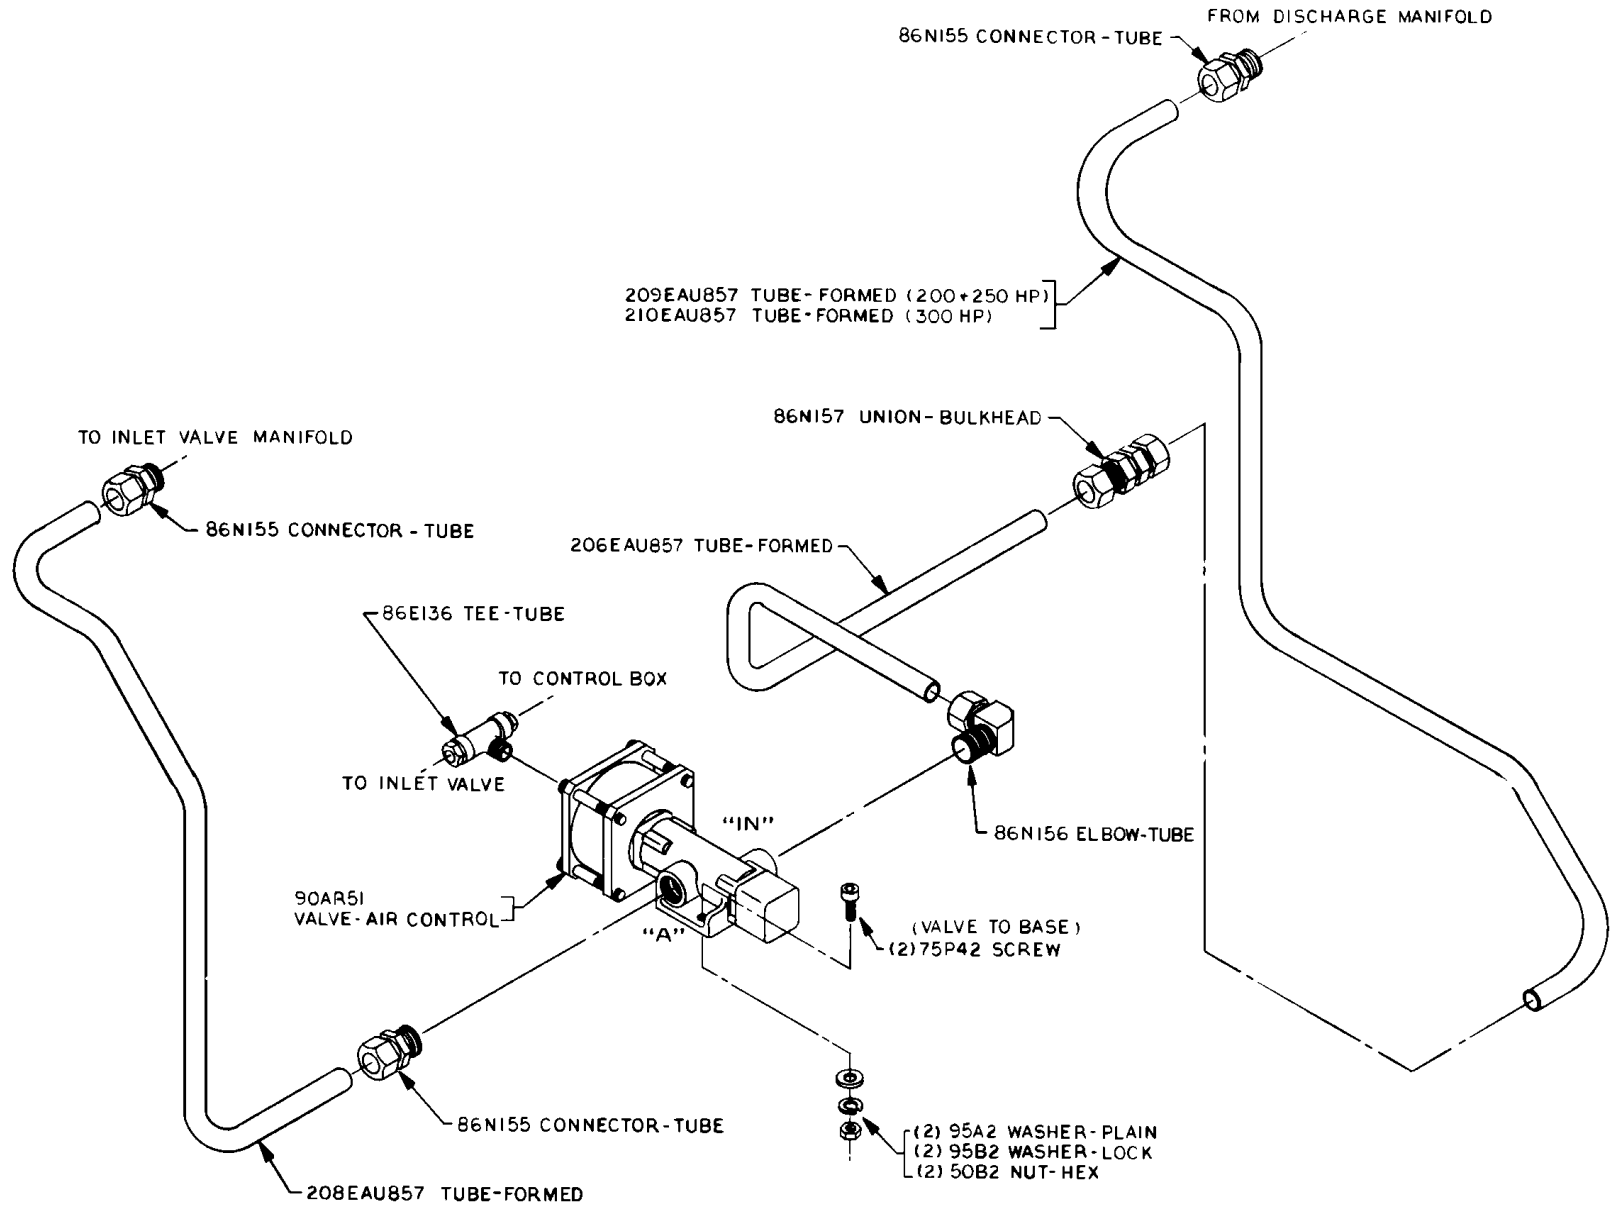 FROM DISCHARGE MANIFOLD
86N155 CONNECTOR-TUBE
209EAU857 TUBE-FORMED (200+250 HP)
210EAU857 TUBE-FORMED (300 HP)
86N157 UNION-BULKHEAD
TO INLET VALVE MANIFOLD
86N155 CONNECTOR-TUBE
206EAU857 TUBE-FORMED
86E136 TEE-TUBE
TO CONTROL BOX
TO INLET VALVE
"IN"
86N156 ELBOW-TUBE
90AR51
VALVE-AIR CONTROL
"A"
(VALVE TO BASE)
(2) 75P42 SCREW
86N155 CONNECTOR-TUBE
(2) 95A2 WASHER-PLAIN
(2) 95B2 WASHER-LOCK
(2) 50B2 NUT-HEX
208EAU857 TUBE-FORMED